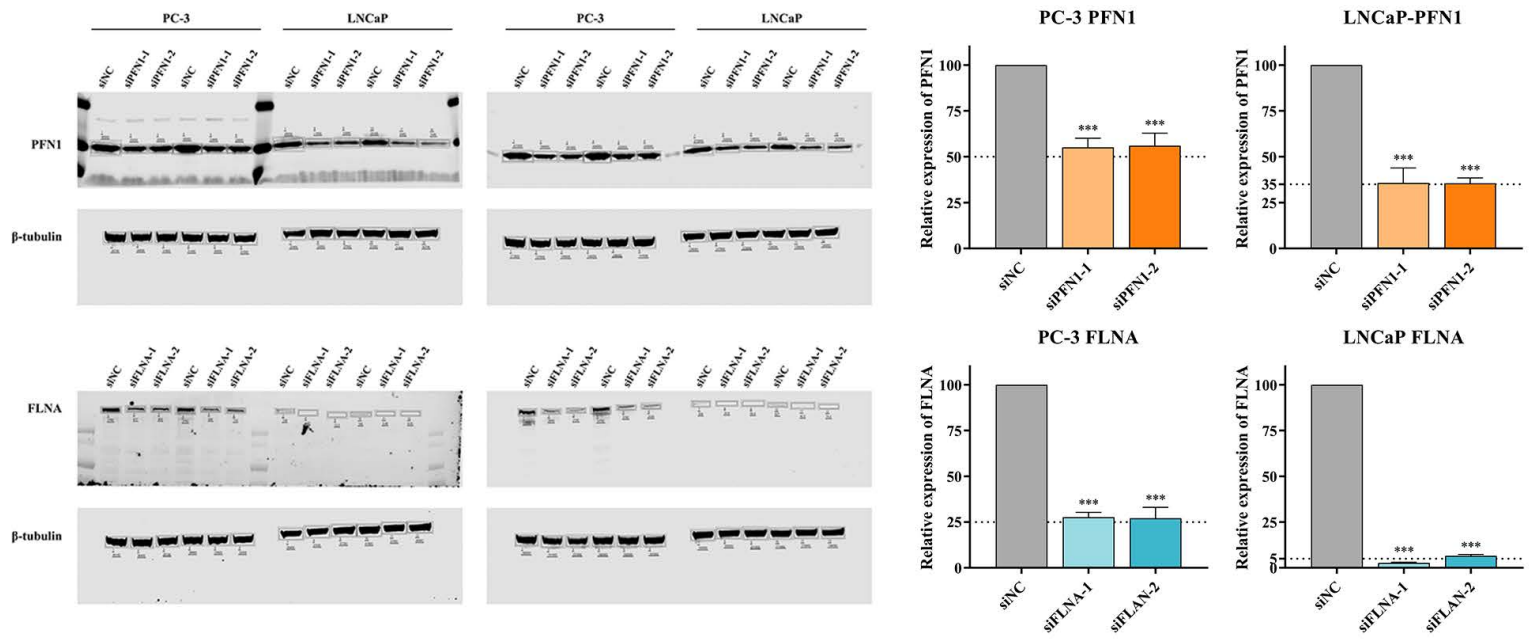 PC-3 LNCaP PC-3 LNCaP
siNC siPFN1-1 siPFN1-2 siNC siPFN1-1 siPFN1-2 siNC siPFN1-1 siPFN1-2 siNC siPFN1-1 siPFN1-2
siNC siPFN1-1 siPFN1-2 siNC siPFN1-1 siPFN1-2 siNC siPFN1-1 siPFN1-2 siNC siPFN1-1 siPFN1-2
PFN1
β-tubulin
siNC siFLNA-1 siFLNA-2 siNC siFLNA-1 siFLNA-2 siNC siFLNA-1 siFLNA-2 siNC siFLNA-1 siFLNA-2
siNC siFLNA-1 siFLNA-2 siNC siFLNA-1 siFLNA-2 siNC siFLNA-1 siFLNA-2 siNC siFLNA-1 siFLNA-2
FLNA
β-tubulin
PC-3 PFN1
Relative expression of PFN1
100
75
50
25
0
*** ***
siNC siPFN1-1 siPFN1-2
LNCaP-PFN1
Relative expression of PFN1
100
75
50
35
25
0
*** ***
siNC siPFN1-1 siPFN1-2
PC-3 FLNA
Relative expression of FLNA
100
75
50
25
0
*** ***
siNC siFLNA-1 siFLAN-2
LNCaP FLNA
Relative expression of FLNA
100
75
50
25
5
0
*** ***
siNC siFLNA-1 siFLAN-2